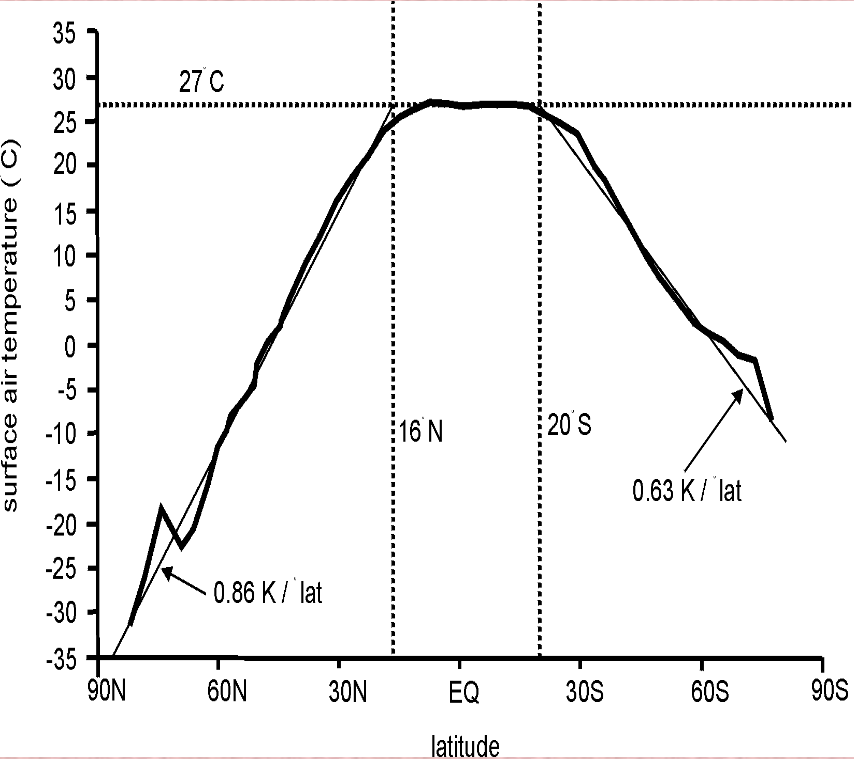 35
30
27°C
25
20
15
10
5
0
-5
-10
-15
-20
-25
-30
-35
surface air temperature (°C)
16°N
20°S
0.63 K / °lat
0.86 K / °lat
90N
60N
30N
EQ
30S
60S
90S
latitude